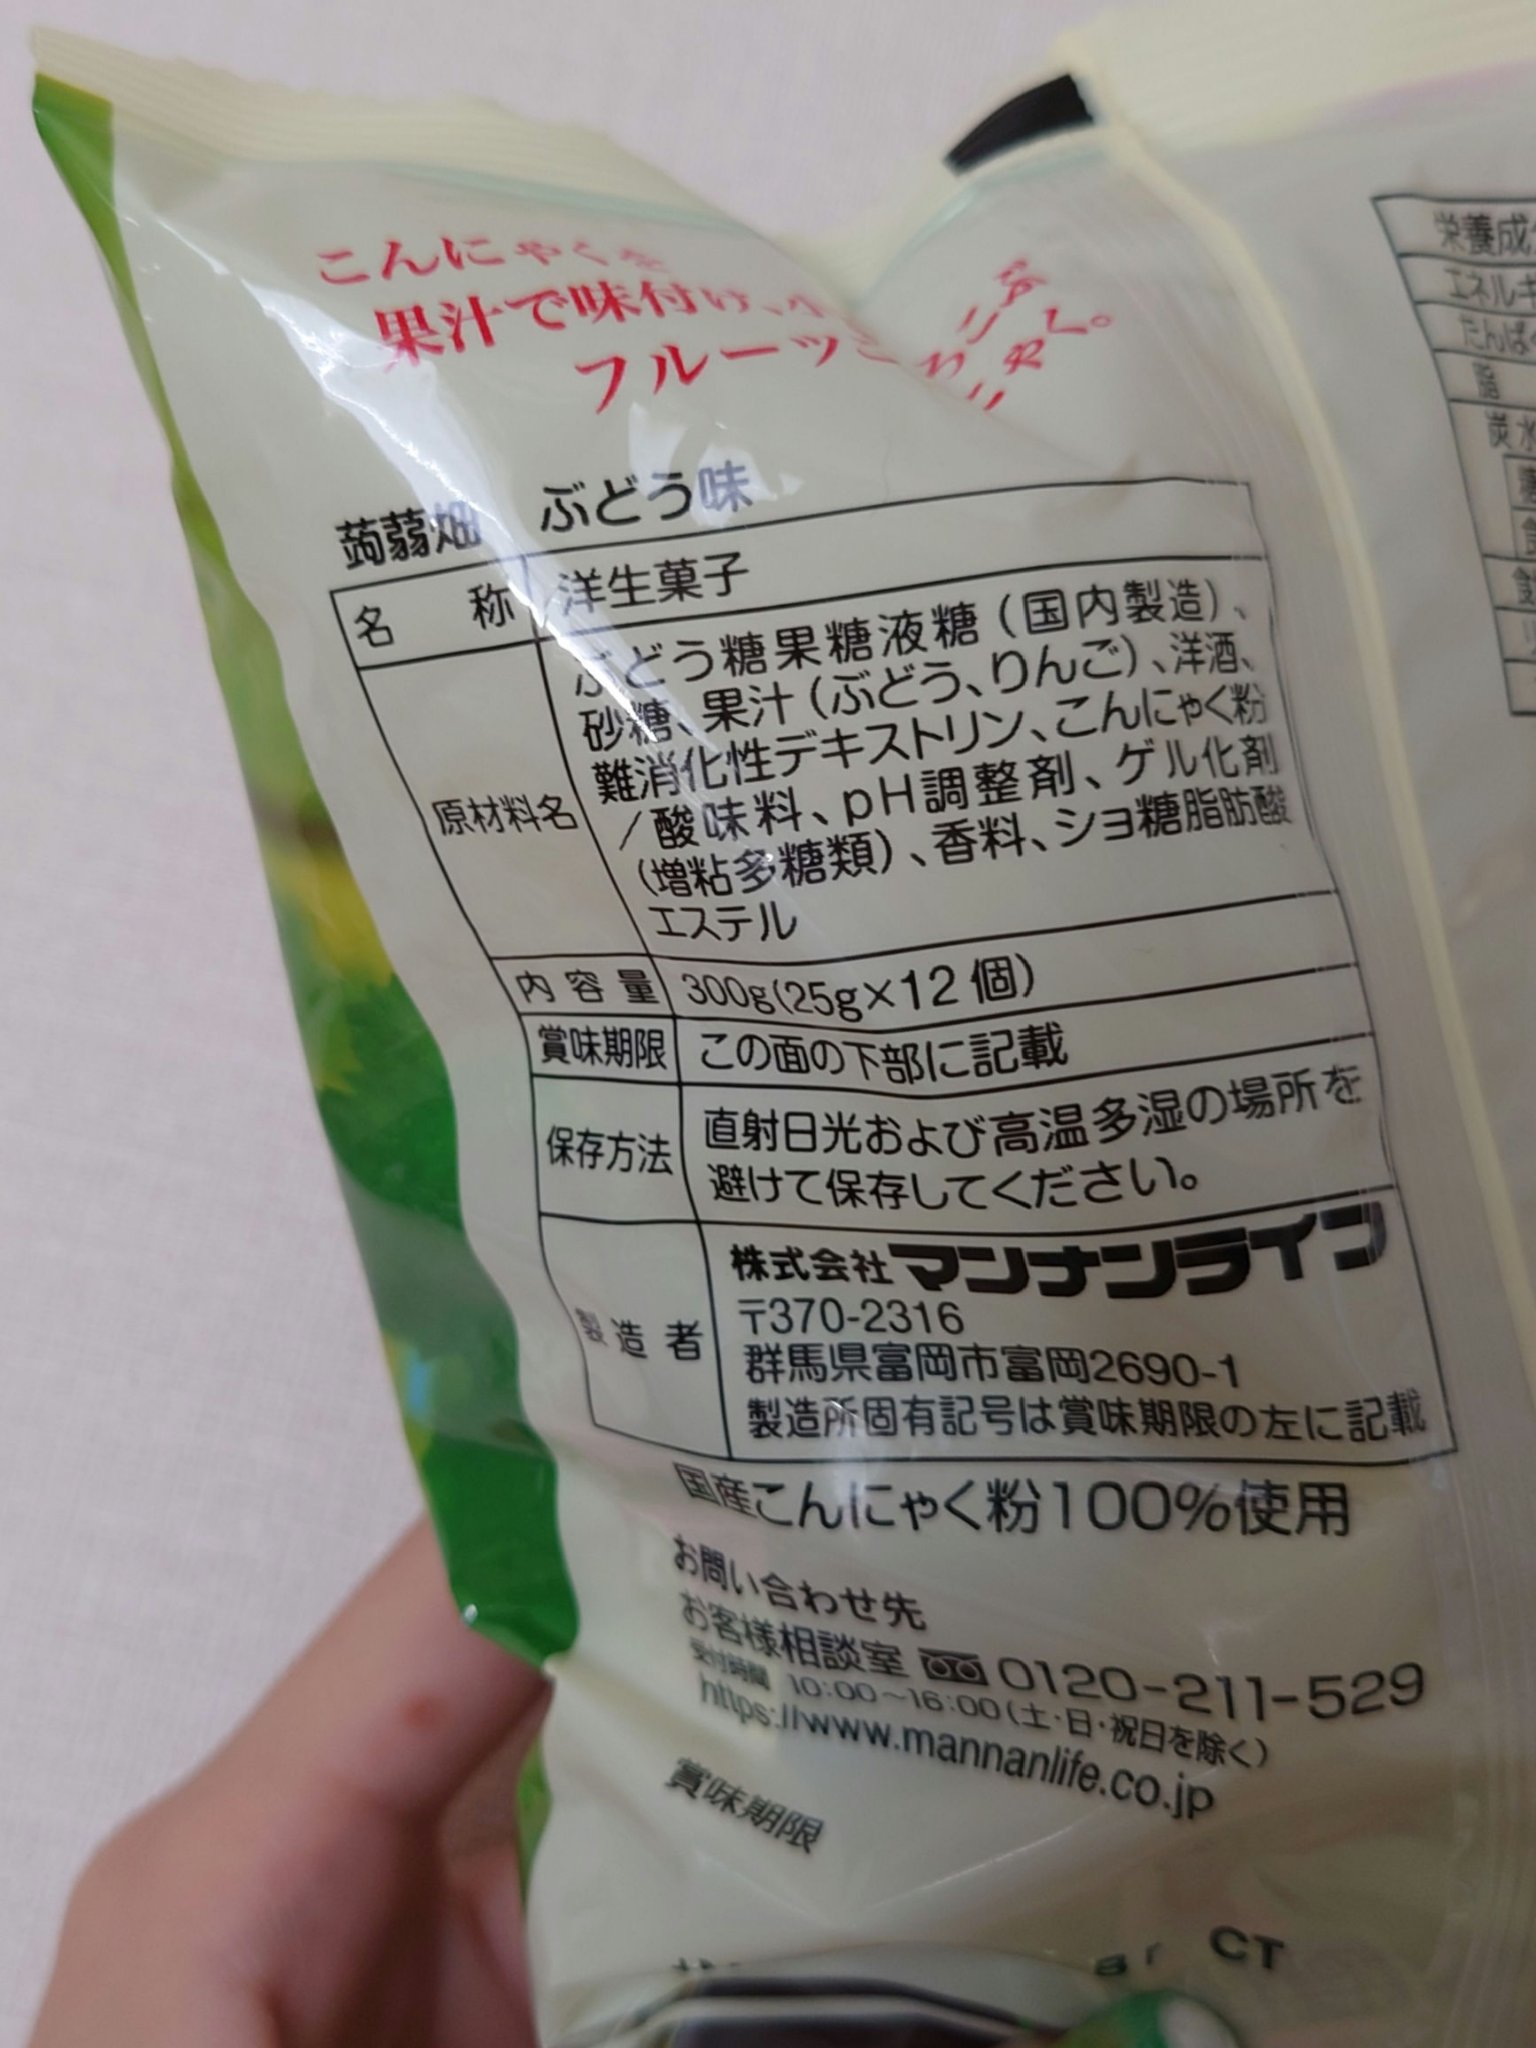 こんにゃくを
果汁で味付け、
フルーツこ
蒟蒻畑 ぶどう味
名称 洋生菓子
原材料名 ぶどう糖果糖液糖(国内製造)、
砂糖、果汁(ぶどう、りんご)、洋酒、
難消化性デキストリン、こんにゃく粉
/酸味料、pH調整剤、ゲル化剤
(増粘多糖類)、香料、ショ糖脂肪酸
エステル
内容量 300g(25g×12個)
賞味期限 この面の下部に記載
保存方法 直射日光および高温多湿の場所を
避けて保存してください。
製造者 株式会社マンナンライフ
〒370-2316
群馬県富岡市富岡2690-1
製造所固有記号は賞味期限の左に記載
国産こんにゃく粉100%使用
お問い合わせ先
お客様相談室 0120-211-529
受付時間 10:00~16:00(土・日・祝日を除く)
https://www.mannanlife.co.jp
賞味期限
CT
栄養成
エネルキ
たんぱ
脂
炭水